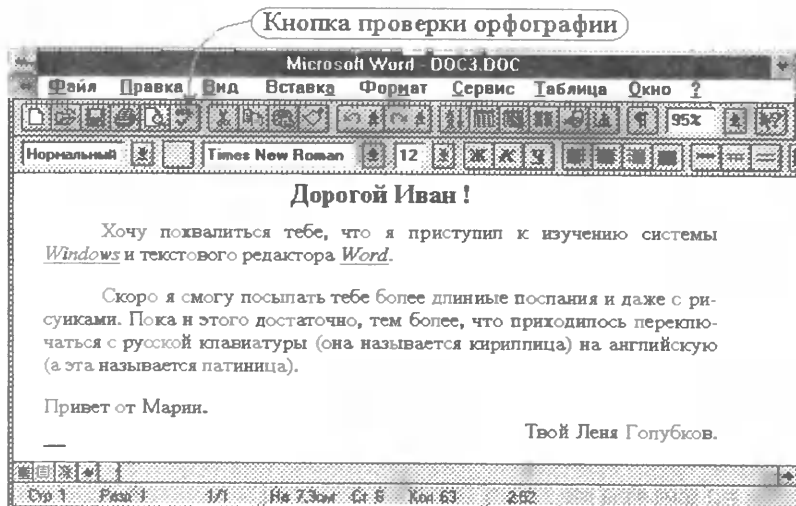 Кнопка проверки орфографии
Microsoft Word - DOC3.DOC
Файл Правка Вид Вставка Формат Сервис Таблица Окно ?
95%
Нормальный Times New Roman 12 Ж К Ч
Дорогой Иван !
Хочу похвалиться тебе, что я приступил к изучению системы
Windows и текстового редактора Word.
Скоро я смогу посылать тебе более длинные послания и даже с ри-
сунками. Пока и этого достаточно, тем более, что приходилось переклю-
чаться с русской клавиатуры (она называется кириллица) на английскую
(а эта называется латиница).
Привет от Марии.
Твой Леня Голубков.
Стр 1 Разд 1 1/1 На 7.3см Ст 6 Кол 63 2:52